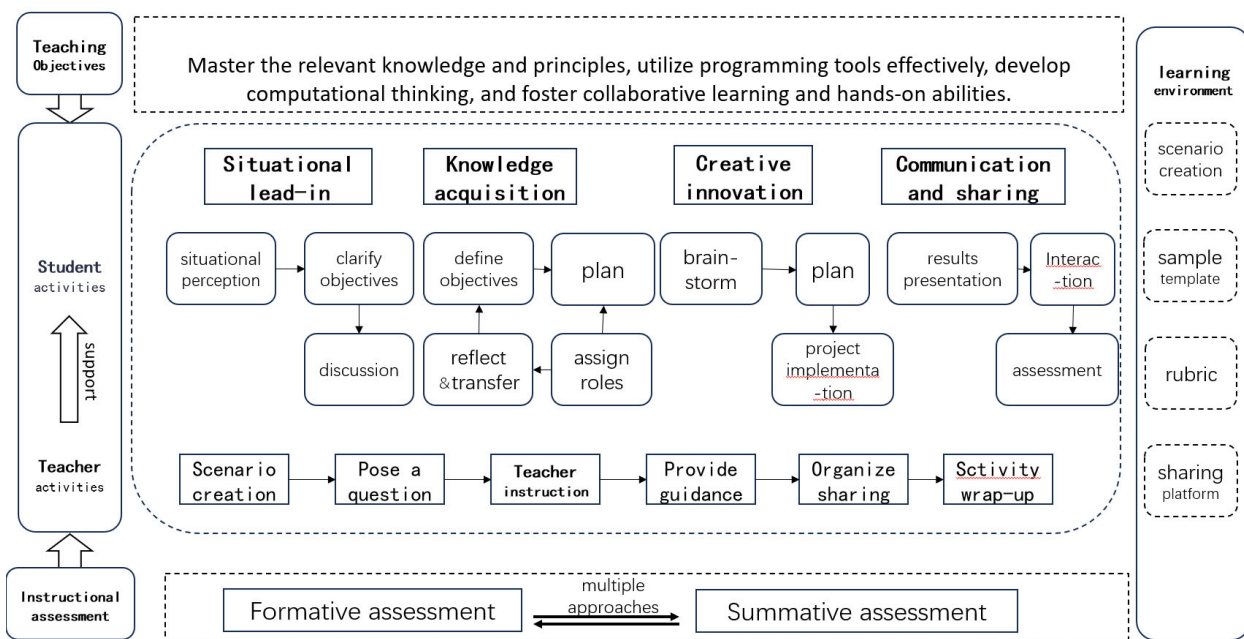 Teaching
Objectives
Master the relevant knowledge and principles, utilize programming tools effectively, develop
computational thinking, and foster collaborative learning and hands-on abilities.
learning
environment
Situational
lead-in
Knowledge
acquisition
Creative
innovation
Communication
and sharing
scenario
creation
Student
activities
situational
perception
clarify
objectives
define
objectives
plan
brain-
storm
plan
results
presentation
Interac
-tion
sample
template
support
discussion
reflect
&transfer
assign
roles
project
implementa
-tion
assessment
rubric
Teacher
activities
Scenario
creation
Pose a
question
Teacher
instruction
Provide
guidance
Organize
sharing
Sctivity
wrap-up
sharing
platform
Instructional
assessment
Formative assessment
multiple
approaches
Summative assessment